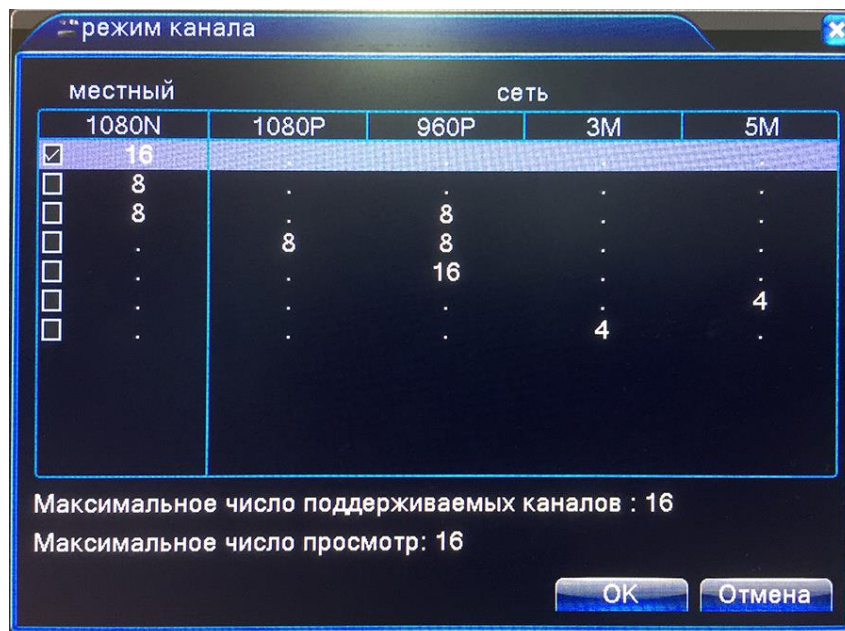 режим канала
местный сеть
1080N 1080P 960P 3M 5M
16 . . . .
8 . . . .
8 . 8 . .
. 8 8 . .
. . 16 . .
. . . . 4
. . . 4 .
Максимальное число поддерживаемых каналов : 16
Максимальное число просмотр: 16
OK Отмена